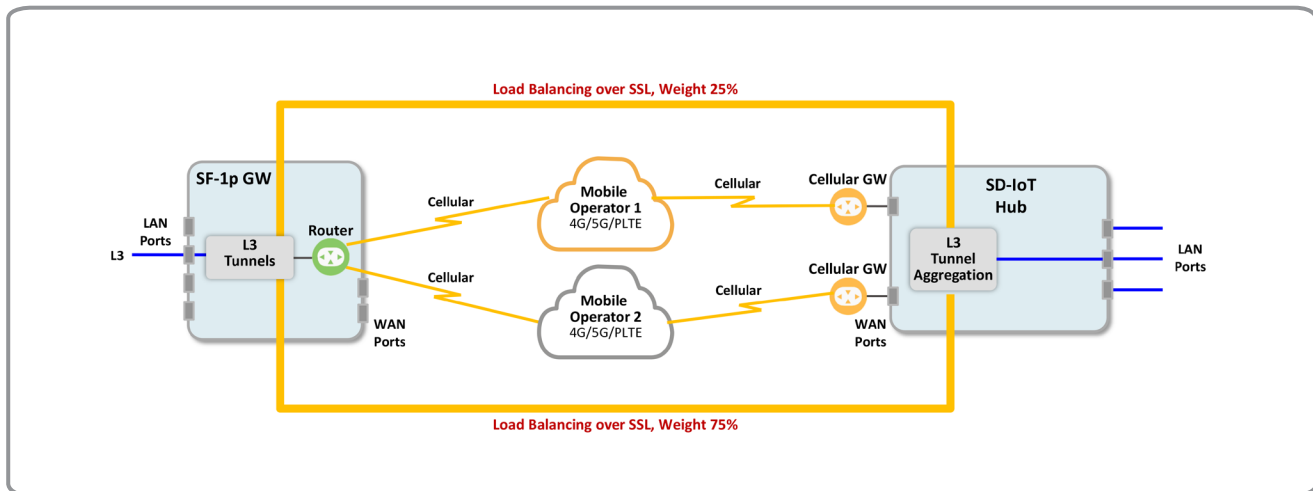 Load Balancing over SSL, Weight 25%
SF-1p GW
LAN
Ports
L3
L3
Tunnels
Router
WAN
Ports
Cellular
Cellular
Mobile
Operator 1
4G/5G/PLTE
Mobile
Operator 2
4G/5G/PLTE
Cellular
Cellular
Cellular GW
Cellular GW
WAN
Ports
SD-IoT
Hub
L3
Tunnel
Aggregation
LAN
Ports
Load Balancing over SSL, Weight 75%